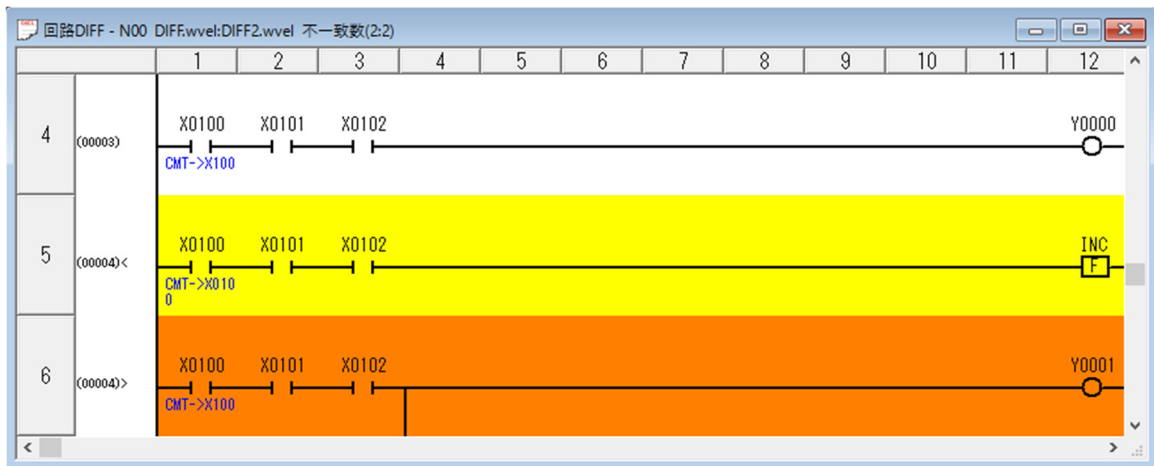 回路DIFF - N00 DIFF.wvel:DIFF2.wvel 不一致数(2:2)
1 2 3 4 5 6 7 8 9 10 11 12
X0100 X0101 X0102 Y0000
4 (00003)
CMT->X100
X0100 X0101 X0102 INC
5 (00004)< F
CMT->X010
0
X0100 X0101 X0102 Y0001
6 (00004)>
CMT->X100